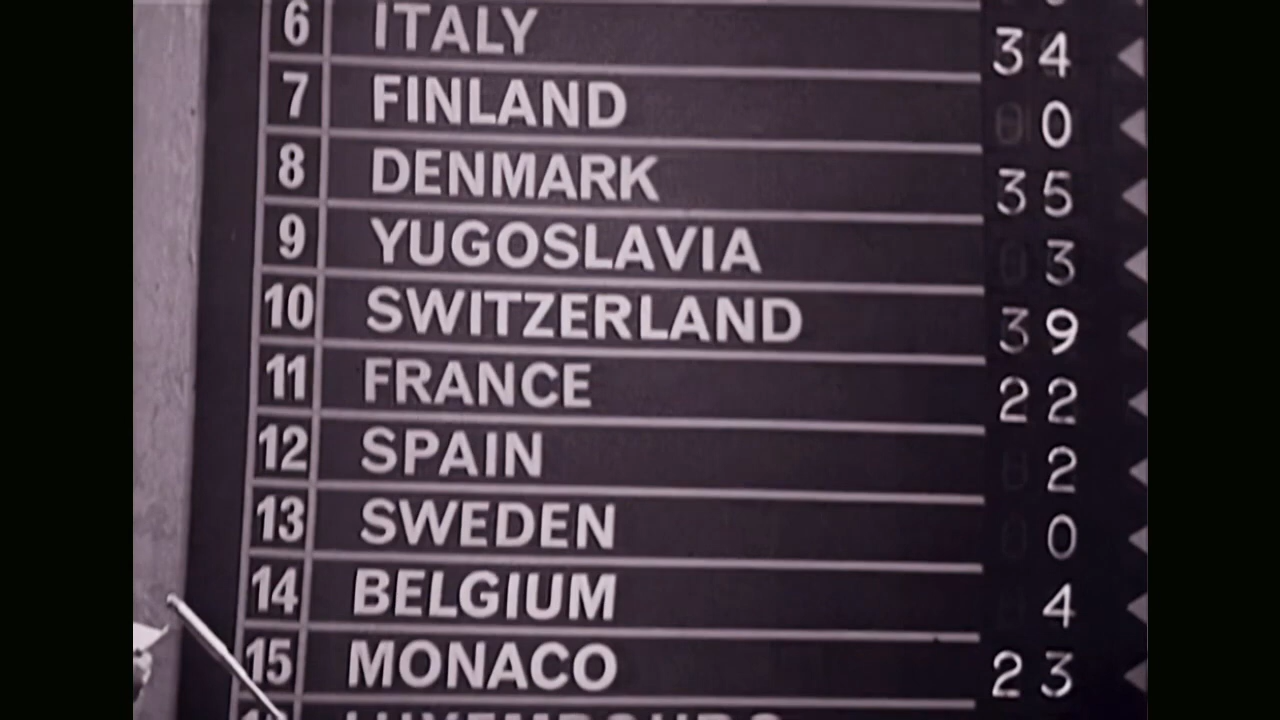 6 ITALY 34
7 FINLAND 0
8 DENMARK 35
9 YUGOSLAVIA 3
10 SWITZERLAND 39
11 FRANCE 22
12 SPAIN 2
13 SWEDEN 0
14 BELGIUM 4
15 MONACO 23
LUXEMBOURG